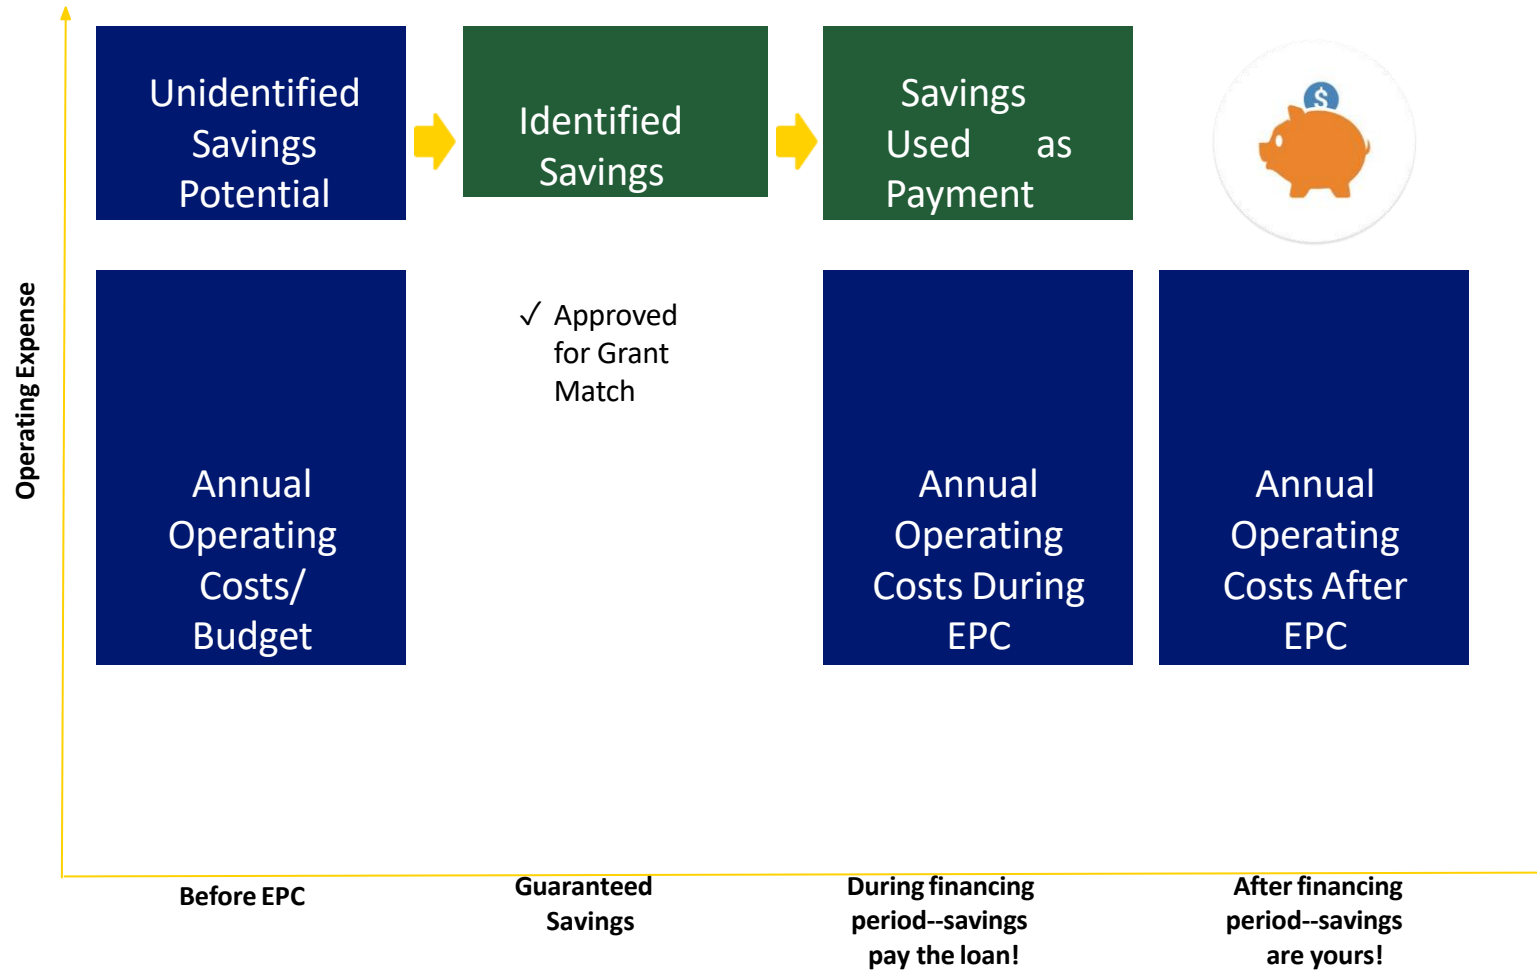 Unidentified
Savings
Potential
Identified
Savings
Savings
Used as
Payment
$
Operating Expense
Annual
Operating
Costs/
Budget
✓ Approved
for Grant
Match
Annual
Operating
Costs During
EPC
Annual
Operating
Costs After
EPC
Before EPC
Guaranteed
Savings
During financing
period--savings
pay the loan!
After financing
period--savings
are yours!